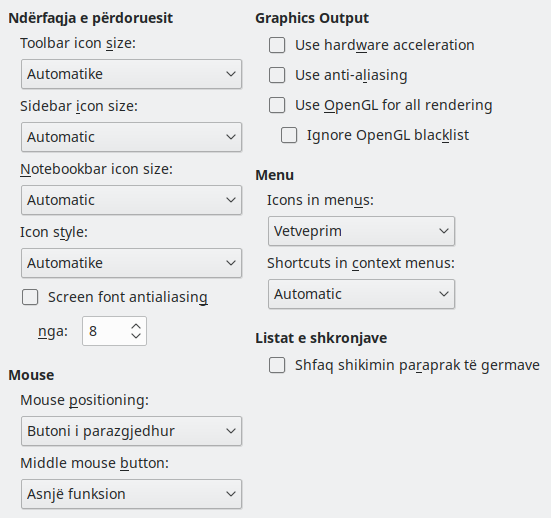 Ndërfaqja e përdoruesit
Toolbar icon size:
Automatike
Sidebar icon size:
Automatic
Notebookbar icon size:
Automatic
Icon style:
Automatike
Screen font antialiasing
nga: 8
Mouse
Mouse positioning:
Butoni i parazgjedhur
Middle mouse button:
Asnjë funksion
Graphics Output
Use hardware acceleration
Use anti-aliasing
Use OpenGL for all rendering
Ignore OpenGL blacklist
Menu
Icons in menus:
Vetveprim
Shortcuts in context menus:
Automatic
Listat e shkronjave
Shfaq shikimin paraprak të germave